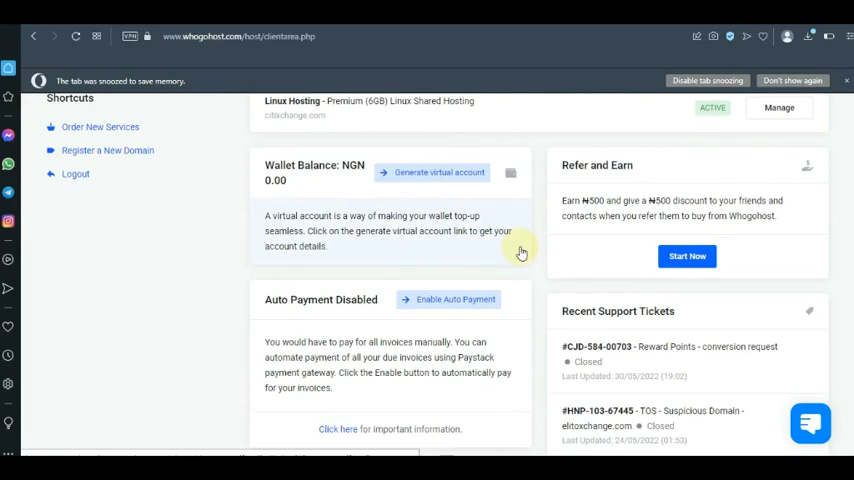 VPN
www.whogohost.com/host/clientarea.php
The tab was snoozed to save memory.
Disable tab snoozing
Don't show again
Shortcuts
Order New Services
Register a New Domain
Logout
Linux Hosting - Premium (6GB) Linux Shared Hosting
citixchange.com
ACTIVE
Manage
Wallet Balance: NGN
0.00
Generate virtual account
A virtual account is a way of making your wallet top-up
seamless. Click on the generate virtual account link to get your
account details.
Auto Payment Disabled
Enable Auto Payment
You would have to pay for all invoices manually. You can
automate payment of all your due invoices using Paystack
payment gateway. Click the Enable button to automatically pay
for your invoices.
Click here for important information.
Refer and Earn
Earn ₦500 and give a ₦500 discount to your friends and
contacts when you refer them to buy from Whogohost.
Start Now
Recent Support Tickets
#CJD-584-00703 - Reward Points - conversion request
Closed
Last Updated: 30/05/2022 (19:02)
#HNP-103-67445 - TOS - Suspicious Domain -
elitoxchange.com Closed
Last Updated: 24/05/2022 (01:53)